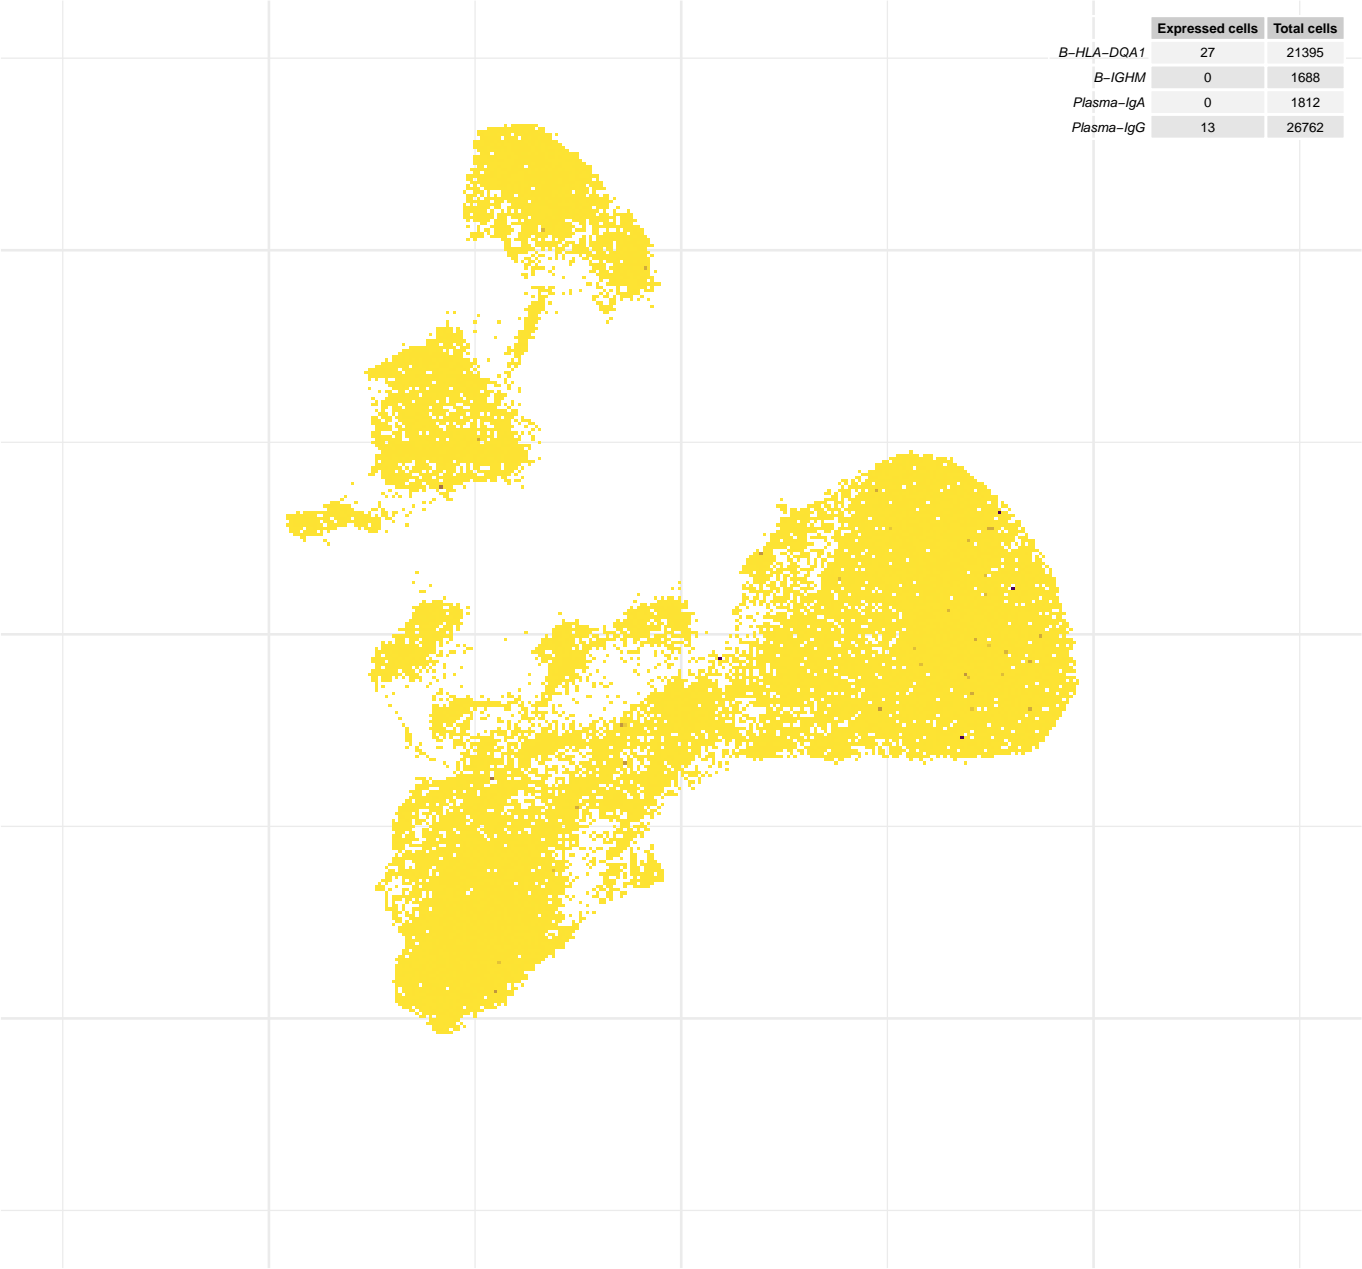 Expressed cells Total cells
B−HLA−DQA1 27 21395
B−IGHM 0 1688
Plasma−IgA 0 1812
Plasma−IgG 13 26762